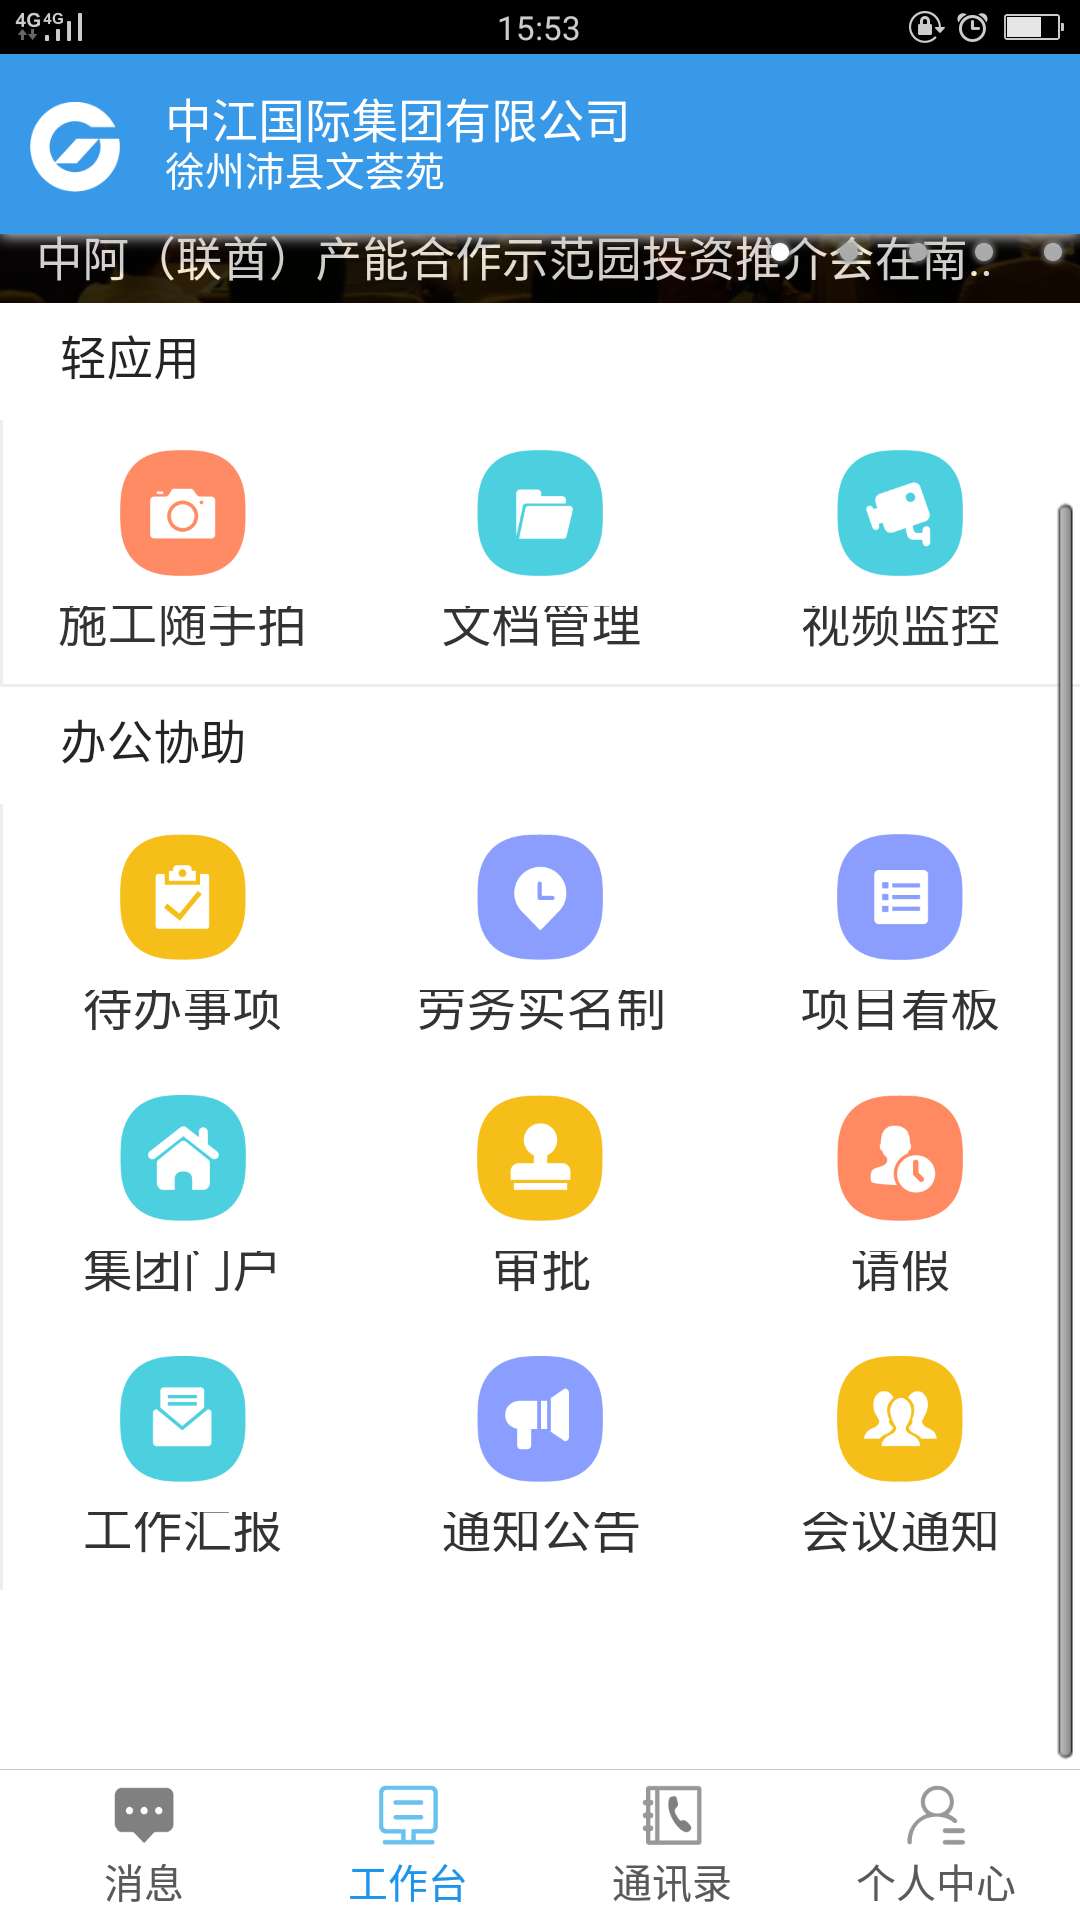 4G 4G 15:53
中江国际集团有限公司
徐州沛县文荟苑
中阿（联酋）产能合作示范园投资推介会在南..
轻应用
施工随手拍 文档管理 视频监控
办公协助
待办事项 劳务实名制 项目看板
集团门户 审批 请假
工作汇报 通知公告 会议通知
消息 工作台 通讯录 个人中心